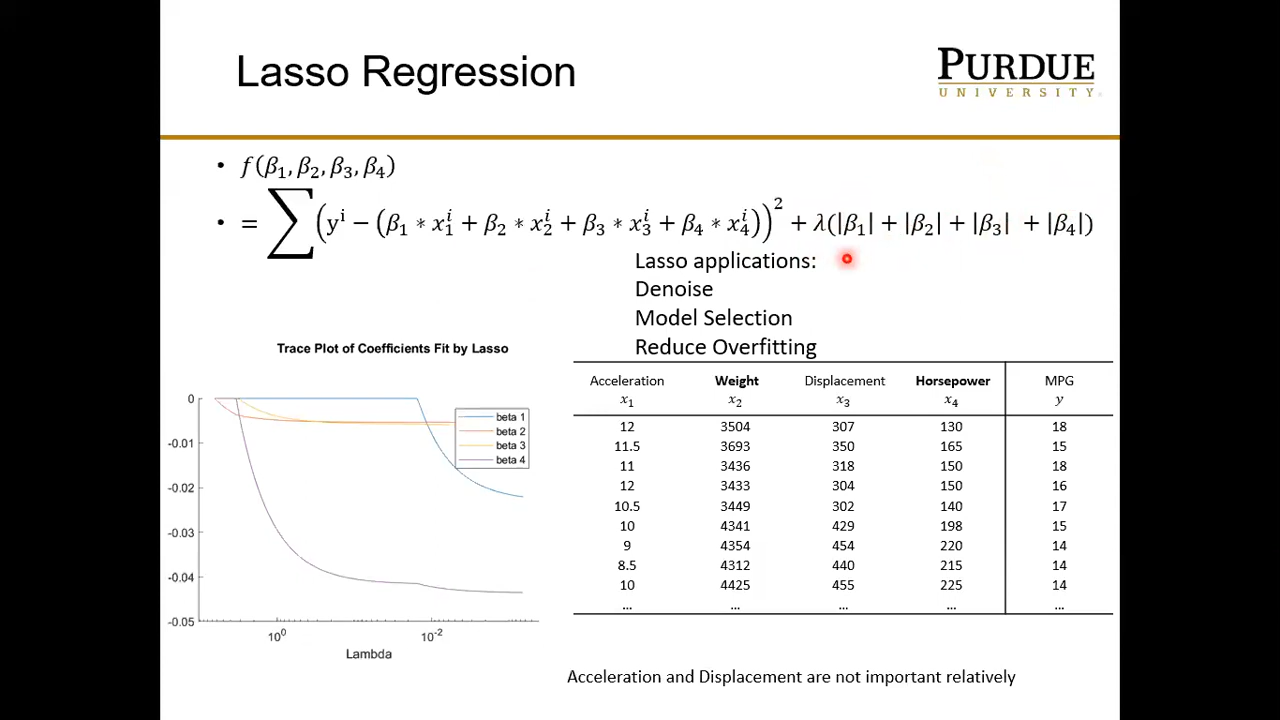 Lasso Regression
PURDUE
UNIVERSITY
• f(β₁, β₂, β₃, β₄)
• = ∑(yⁱ − (β₁ * x₁ⁱ + β₂ * x₂ⁱ + β₃ * x₃ⁱ + β₄ * x₄ⁱ))² + λ(|β₁| + |β₂| + |β₃| + |β₄|)
Lasso applications:
Denoise
Model Selection
Reduce Overfitting
Trace Plot of Coefficients Fit by Lasso
0
-0.01
-0.02
-0.03
-0.04
-0.05
beta 1
beta 2
beta 3
beta 4
10⁰ 10⁻²
Lambda
Acceleration Weight Displacement Horsepower MPG
x₁ x₂ x₃ x₄ y
12 3504 307 130 18
11.5 3693 350 165 15
11 3436 318 150 18
12 3433 304 150 16
10.5 3449 302 140 17
10 4341 429 198 15
9 4354 454 220 14
8.5 4312 440 215 14
10 4425 455 225 14
... ... ... ... ...
Acceleration and Displacement are not important relatively